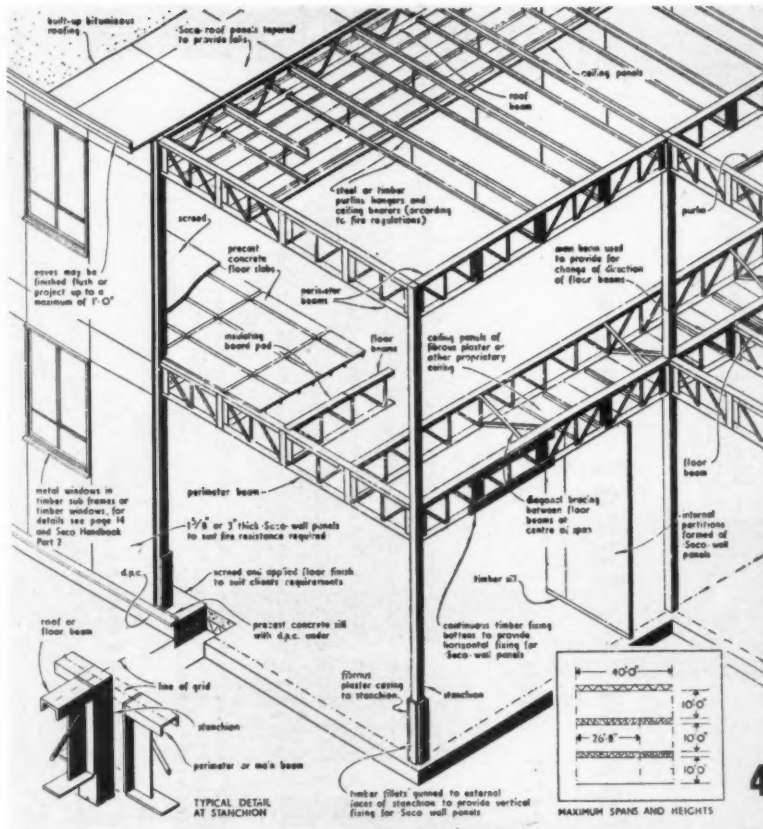 built-up bituminous
roofing
Seco-roof panels tapered
to provide falls
roof
beam
ceiling panels
steel or timber
purlins hangers and
ceiling bearers (according
to fire regulations)
purlin
screed
precast
concrete
floor slabs
eaves may be
finished flush or
project up to a
maximum of 1'-0"
perimeter
beams
main beam used
to provide for
change of direction
of floor beams
insulating
board pad
floor
beams
ceiling panels of
fibrous plaster or
other proprietary
ceiling
perimeter beam
floor
beam
metal windows in
timber sub frames or
timber windows, for
details see page 14
and Seco Handbook
Part 2
1 5/8" or 3" thick Seco-wall panels
to suit fire resistance required
diagonal bracing
between floor
beams at
centre of span
internal
partitions
formed of
Seco-wall
panels
d.p.c.
screed and applied floor finish
to suit clients requirements
timber sill
roof or
floor beam
precast concrete sill
with d.p.c. under
continuous timber fixing
battens to provide
horizontal fixing for
Seco-wall panels
line of grid
stanchion
fibrous
plaster casing
to stanchion
stanchion
perimeter or main beam
TYPICAL DETAIL
AT STANCHION
timber fillets gunned to external
faces of stanchion to provide vertical
fixing for Seco wall panels
40'0"
10'0"
26'-8"
10'0"
10'0"
MAXIMUM SPANS AND HEIGHTS
4